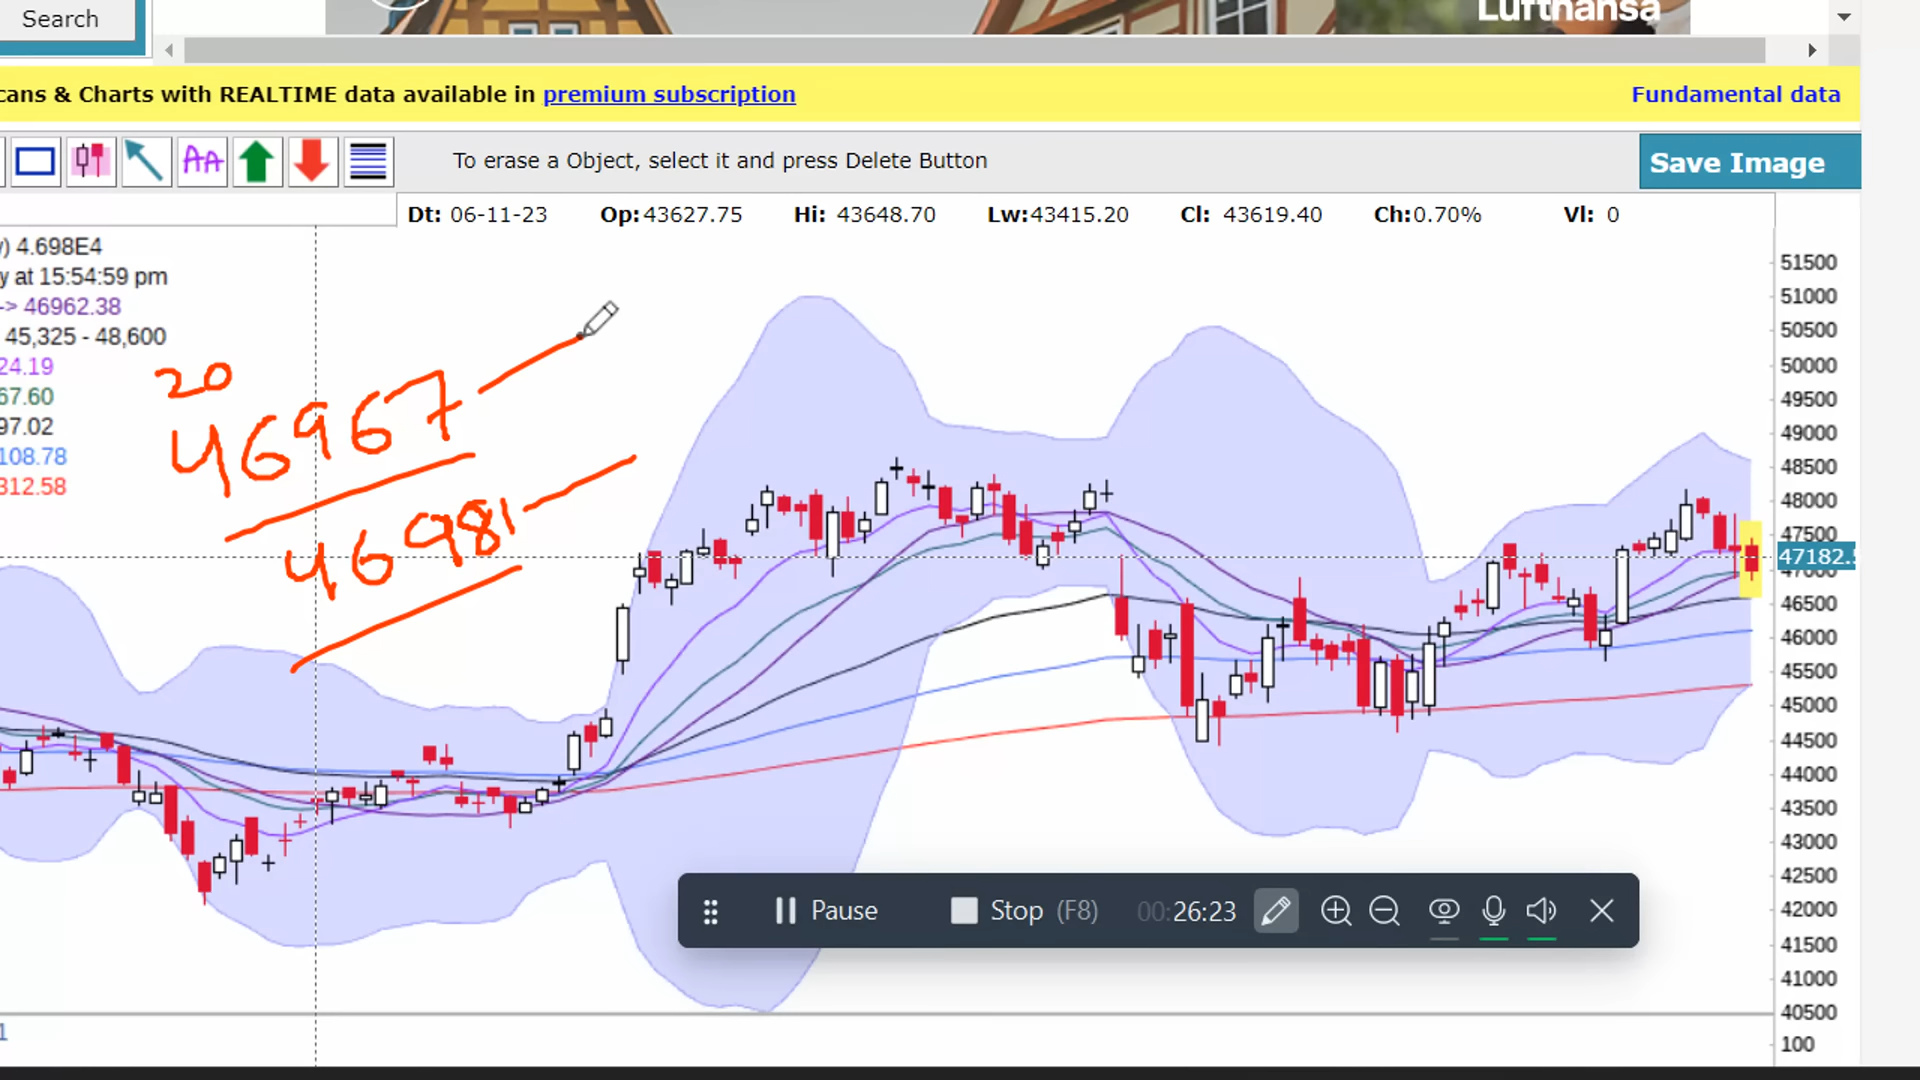 Search
Lufthansa
cans & Charts with REALTIME data available in premium subscription
Fundamental data
AA
To erase a Object, select it and press Delete Button
Save Image
Dt: 06-11-23 Op:43627.75 Hi: 43648.70 Lw:43415.20 Cl: 43619.40 Ch:0.70% Vl: 0
) 4.698E4
y at 15:54:59 pm
-> 46962.38
45,325 - 48,600
24.19
67.60
97.02
108.78
312.58
20
46967
46981
51500
51000
50500
50000
49500
49000
48500
48000
47500
47182.5
47000
46500
46000
45500
45000
44500
44000
43500
43000
42500
42000
41500
41000
40500
100
Pause
Stop (F8)
00:26:23
1